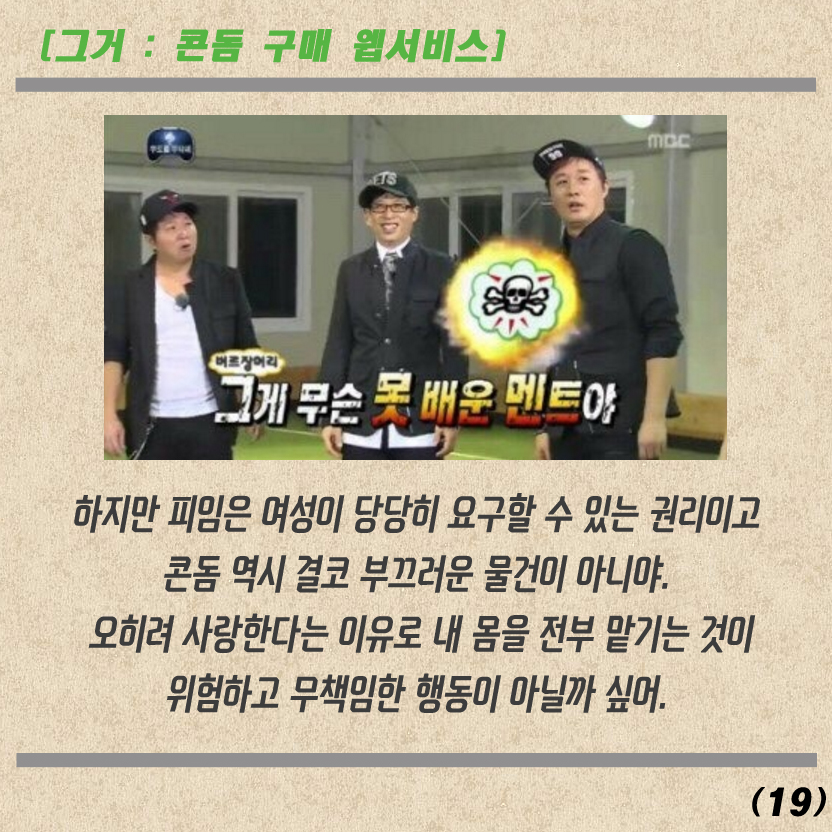 [그거 : 콘돔 구매 웹서비스]
MBC
99
ETS
버르장머리
그게 무슨 못 배운 멘트야
하지만 피임은 여성이 당당히 요구할 수 있는 권리이고
콘돔 역시 결코 부끄러운 물건이 아니야.
오히려 사랑한다는 이유로 내 몸을 전부 맡기는 것이
위험하고 무책임한 행동이 아닐까 싶어.
(19)